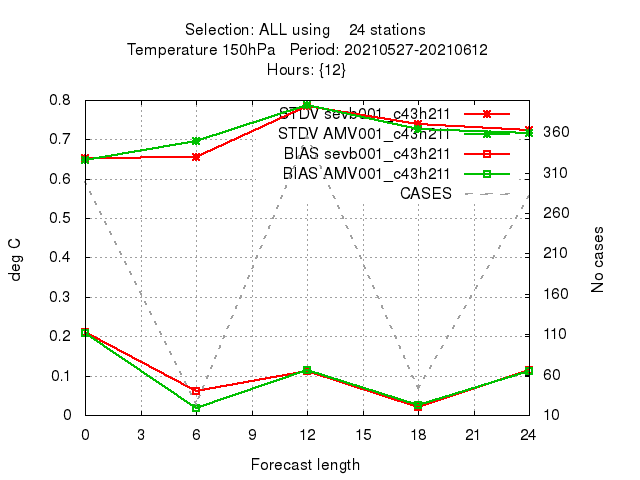 Selection: ALL using    24 stations
Temperature 150hPa   Period: 20210527-20210612
Hours: {12}
STDV sevb001_c43h211
STDV AMV001_c43h211
BIAS sevb001_c43h211
BIAS AMV001_c43h211
CASES
0.8
0.7
0.6
0.5
0.4
0.3
0.2
0.1
0
deg C
360
310
260
210
160
110
60
10
No cases
0 3 6 9 12 15 18 21 24
Forecast length